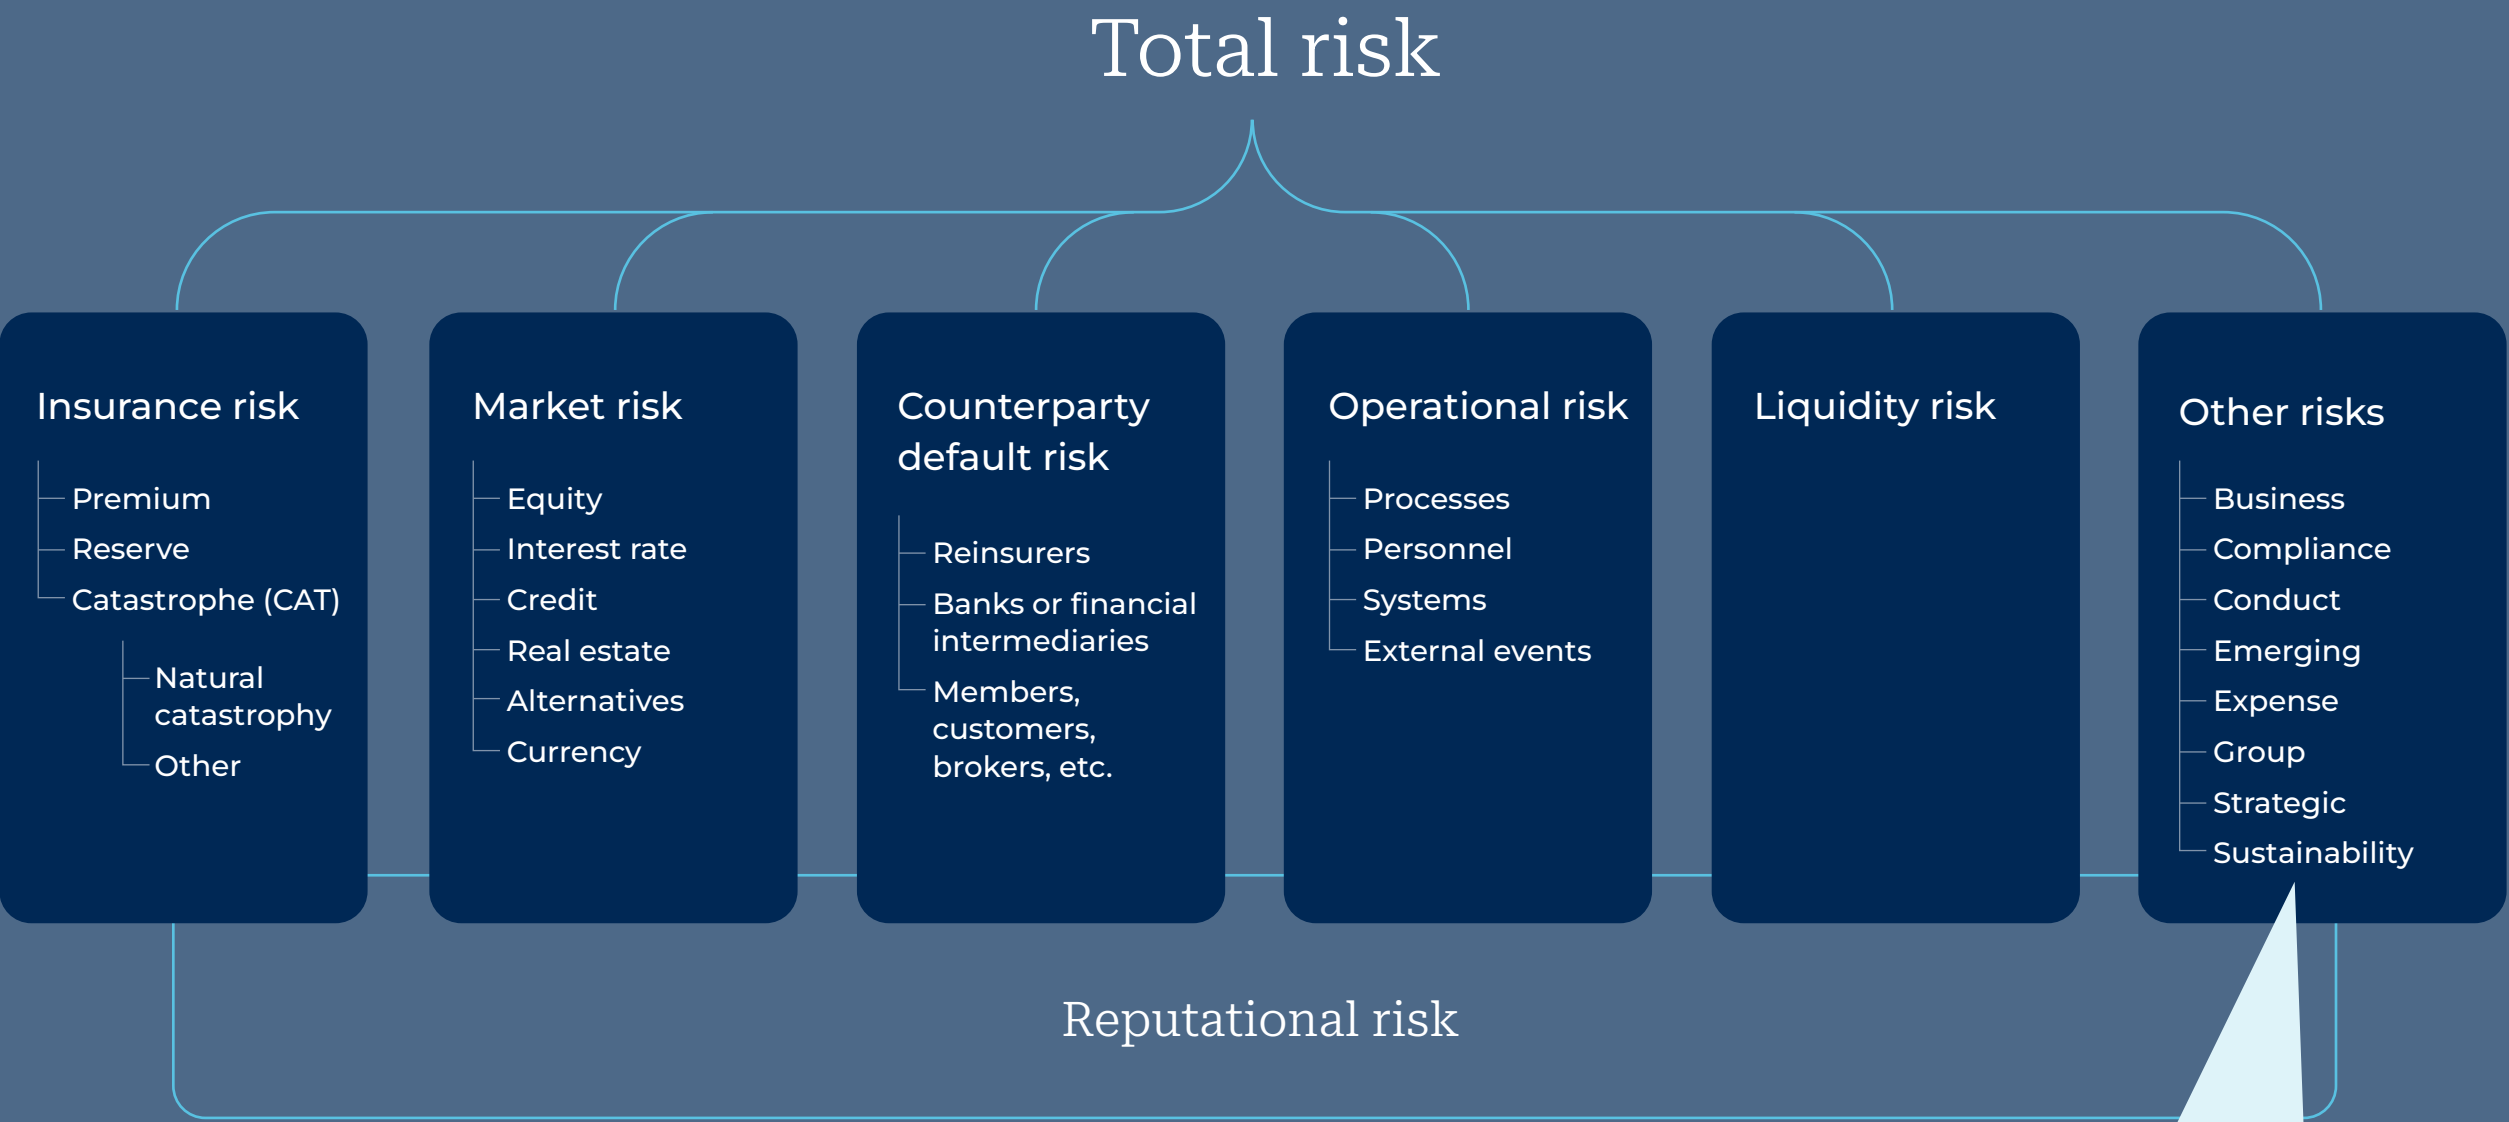 Total risk
Insurance risk
Premium
Reserve
Catastrophe (CAT)
Natural
catastrophy
Other
Market risk
Equity
Interest rate
Credit
Real estate
Alternatives
Currency
Counterparty
default risk
Reinsurers
Banks or financial
intermediaries
Members,
customers,
brokers, etc.
Operational risk
Processes
Personnel
Systems
External events
Liquidity risk
Other risks
Business
Compliance
Conduct
Emerging
Expense
Group
Strategic
Sustainability
Reputational risk